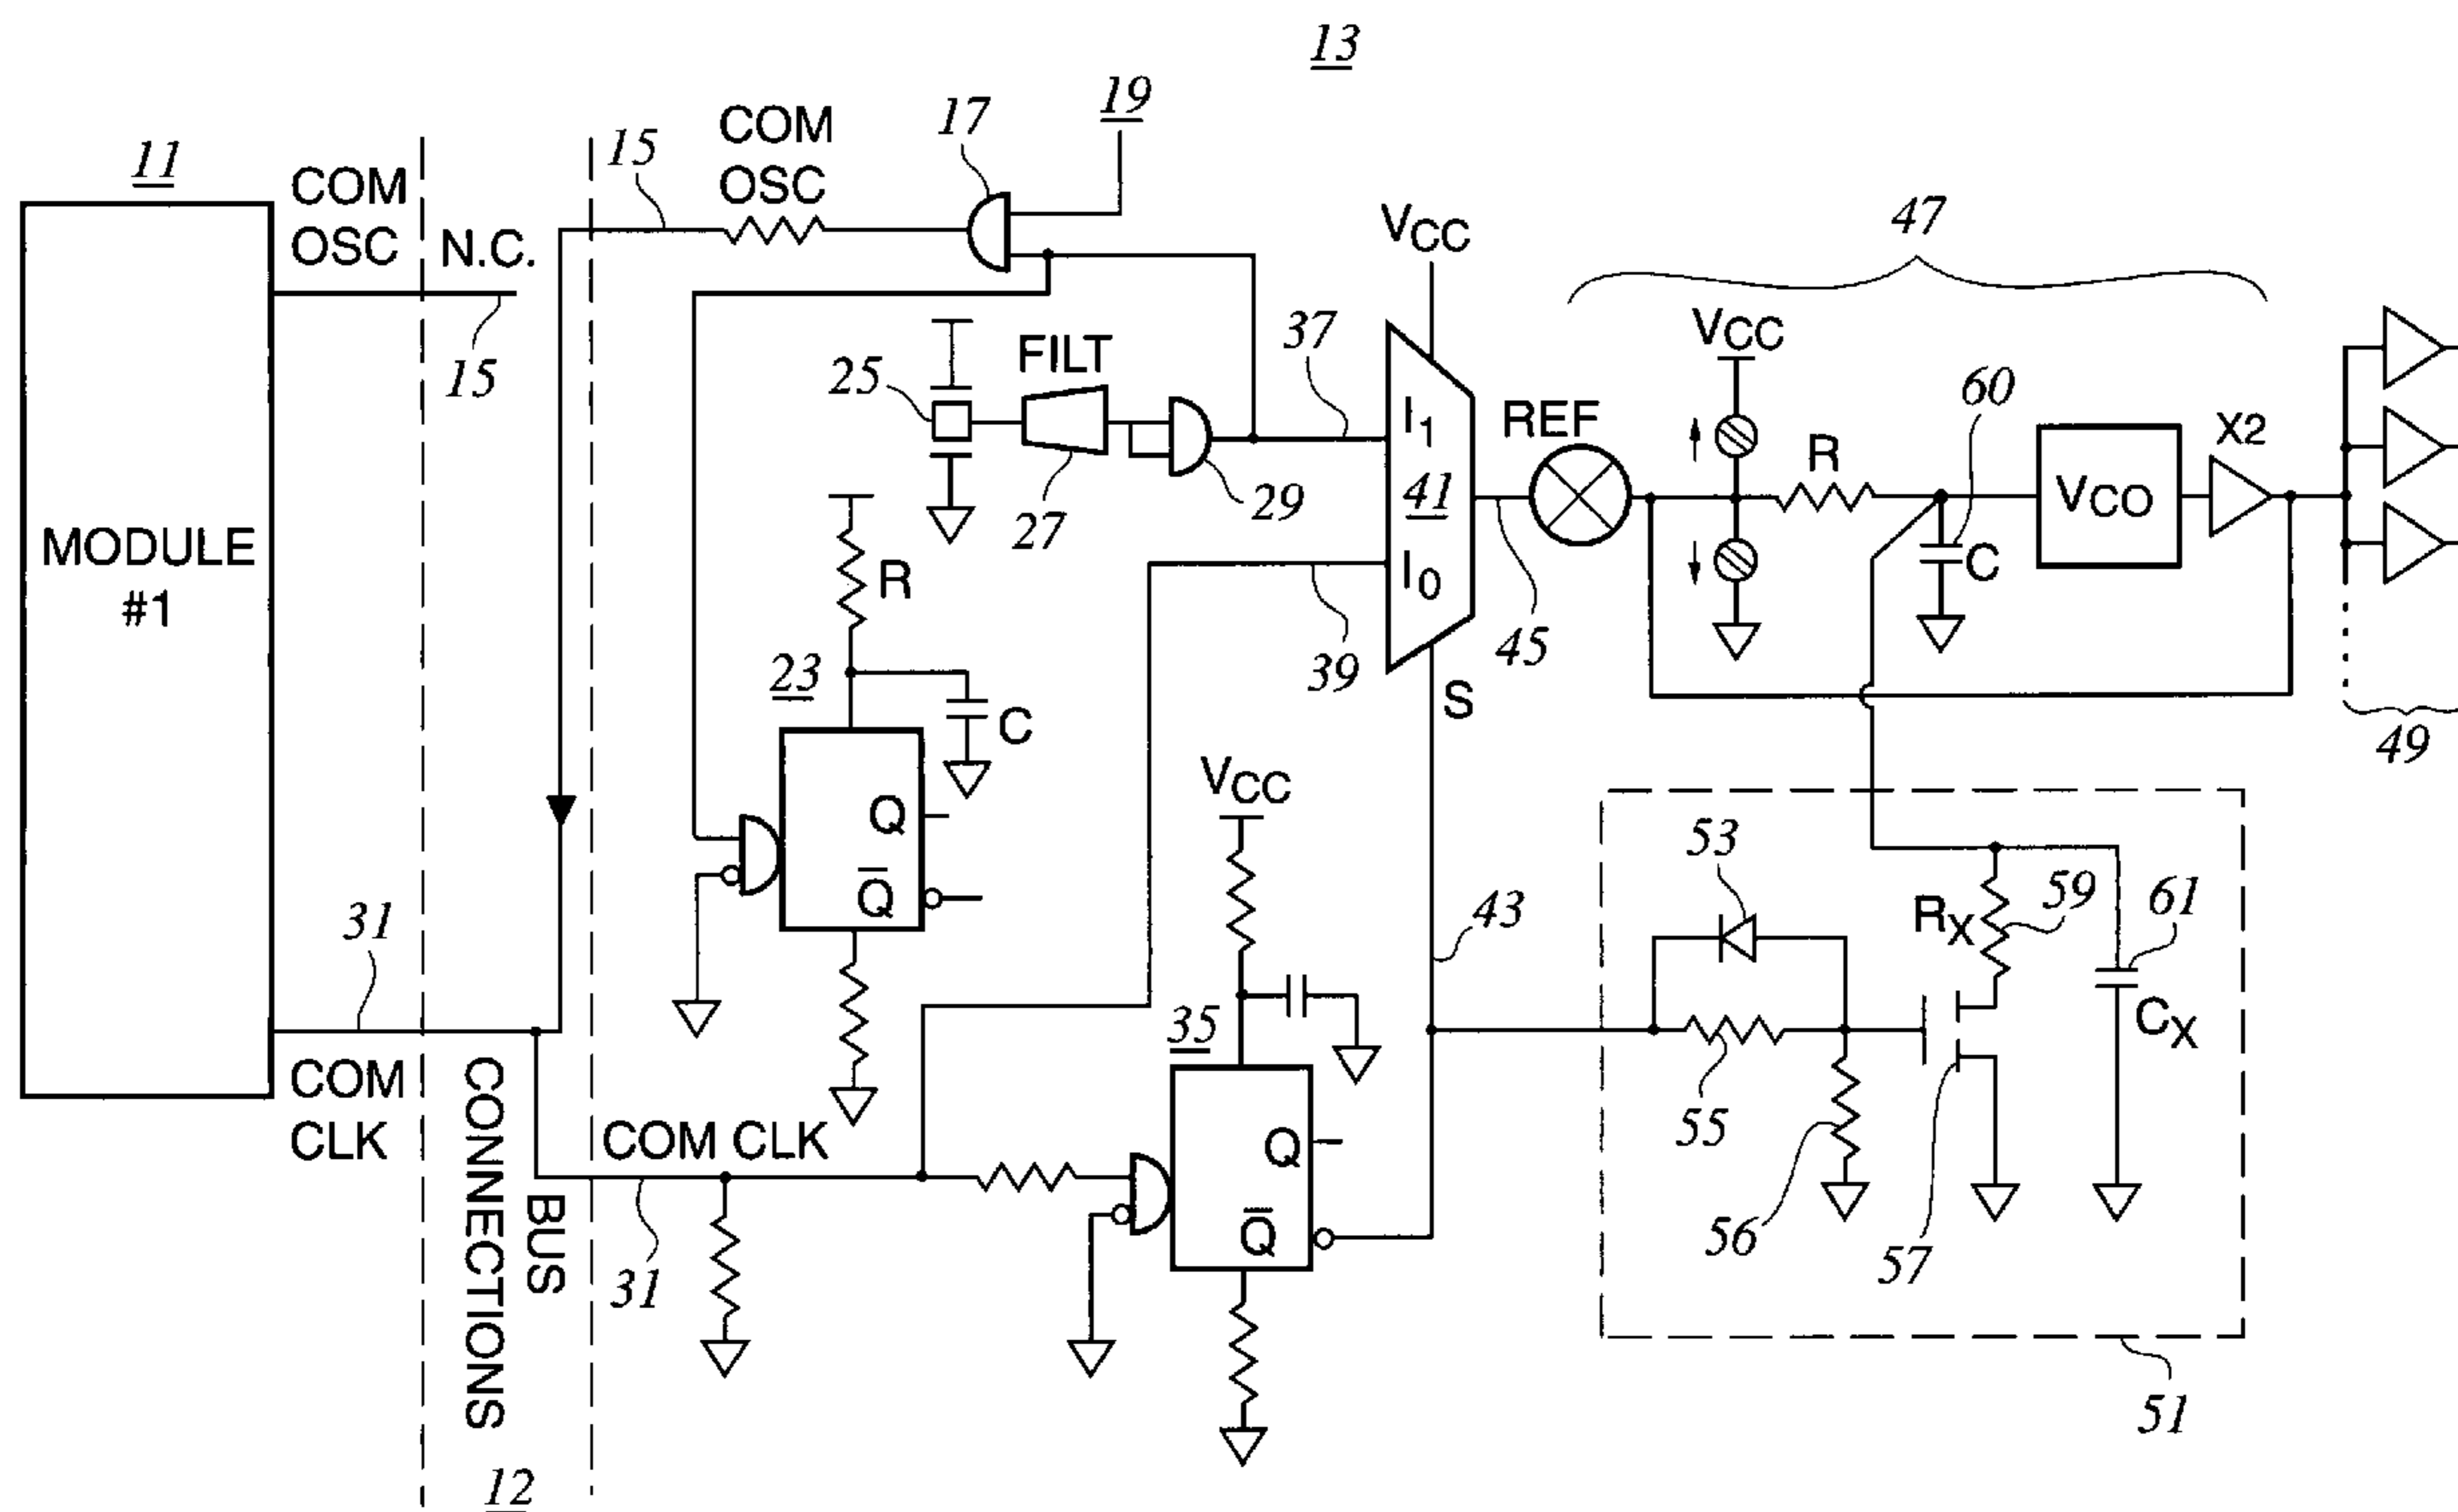 13
11
COM
OSC
N.C.
15
15
COM
OSC
17
19
VCC
47
25
FILT
27
29
37
I1
41
I0
39
S
REF
45
VCC
R
60
C
VCO
X2
49
MODULE
#1
R
23
C
Q
Q̅
31
COM
CLK
CONNECTIONS
BUS
12
COM CLK
31
VCC
35
Q
Q̅
43
53
55
56
57
RX
59
61
CX
51